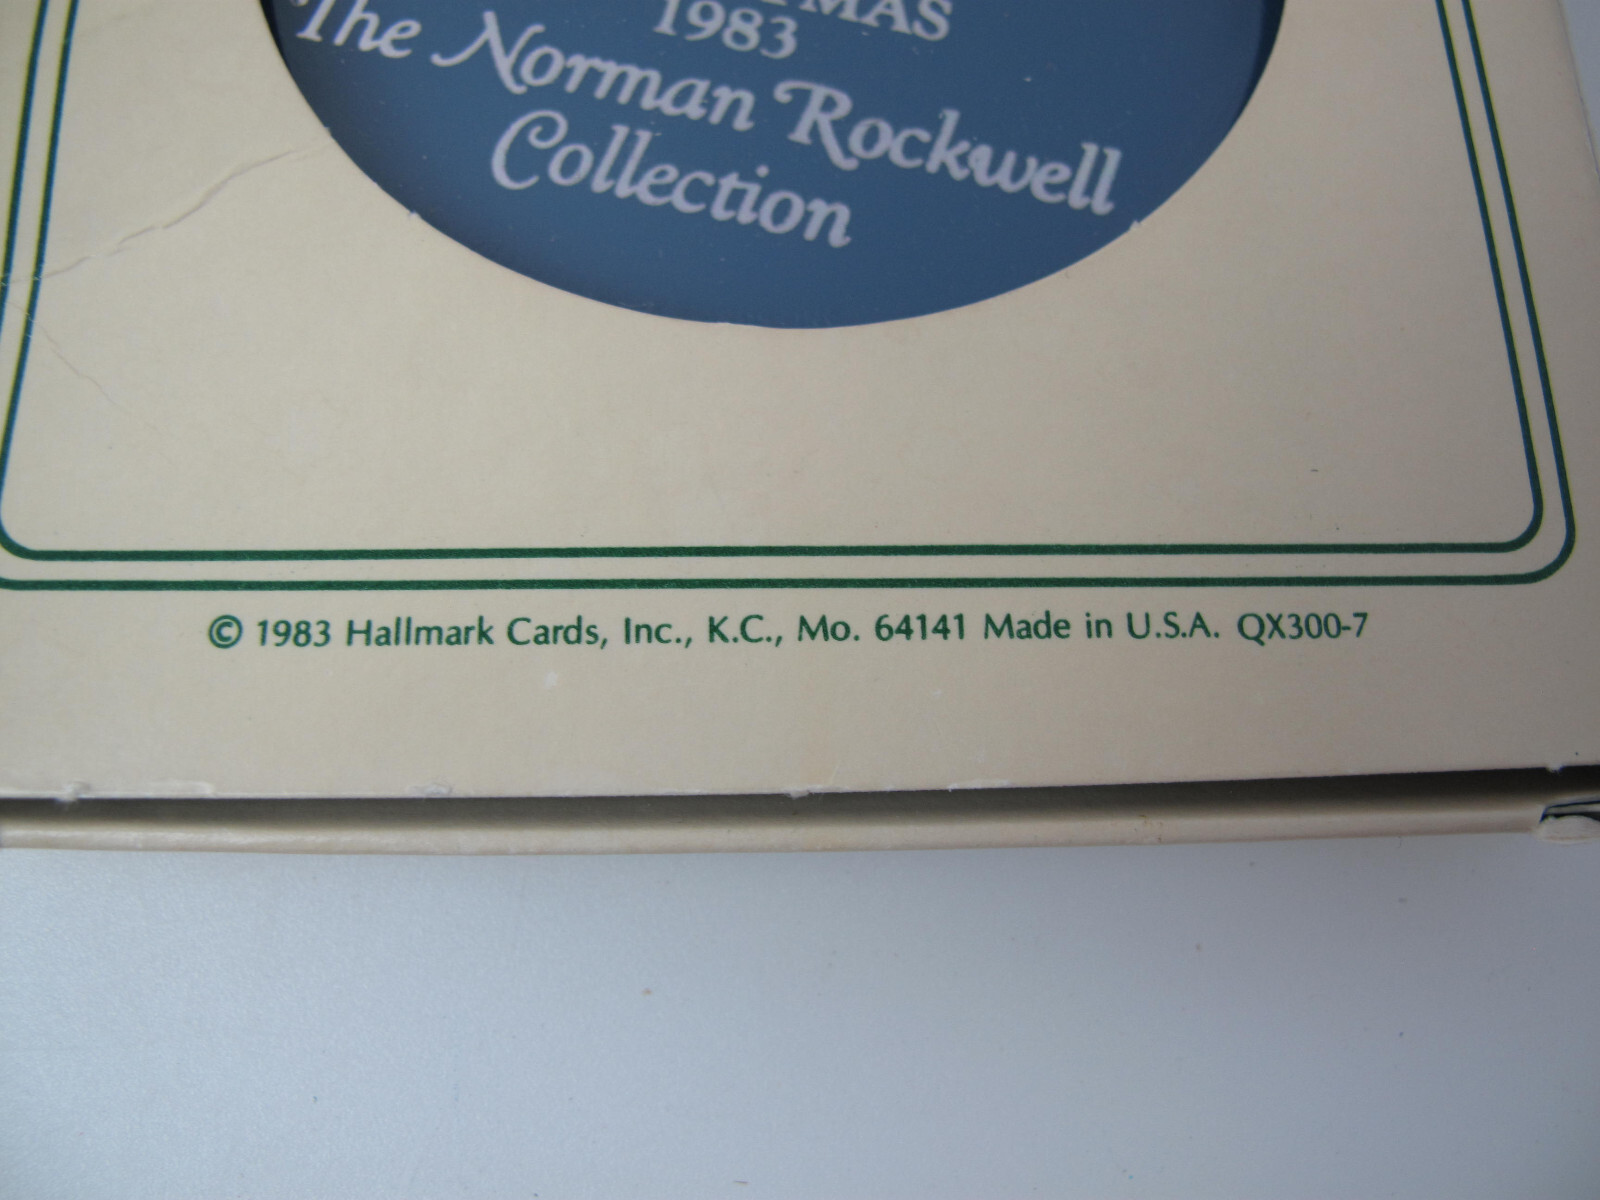 1983
The Norman Rockwell
Collection
© 1983 Hallmark Cards, Inc., K.C., Mo. 64141 Made in U.S.A. QX300-7